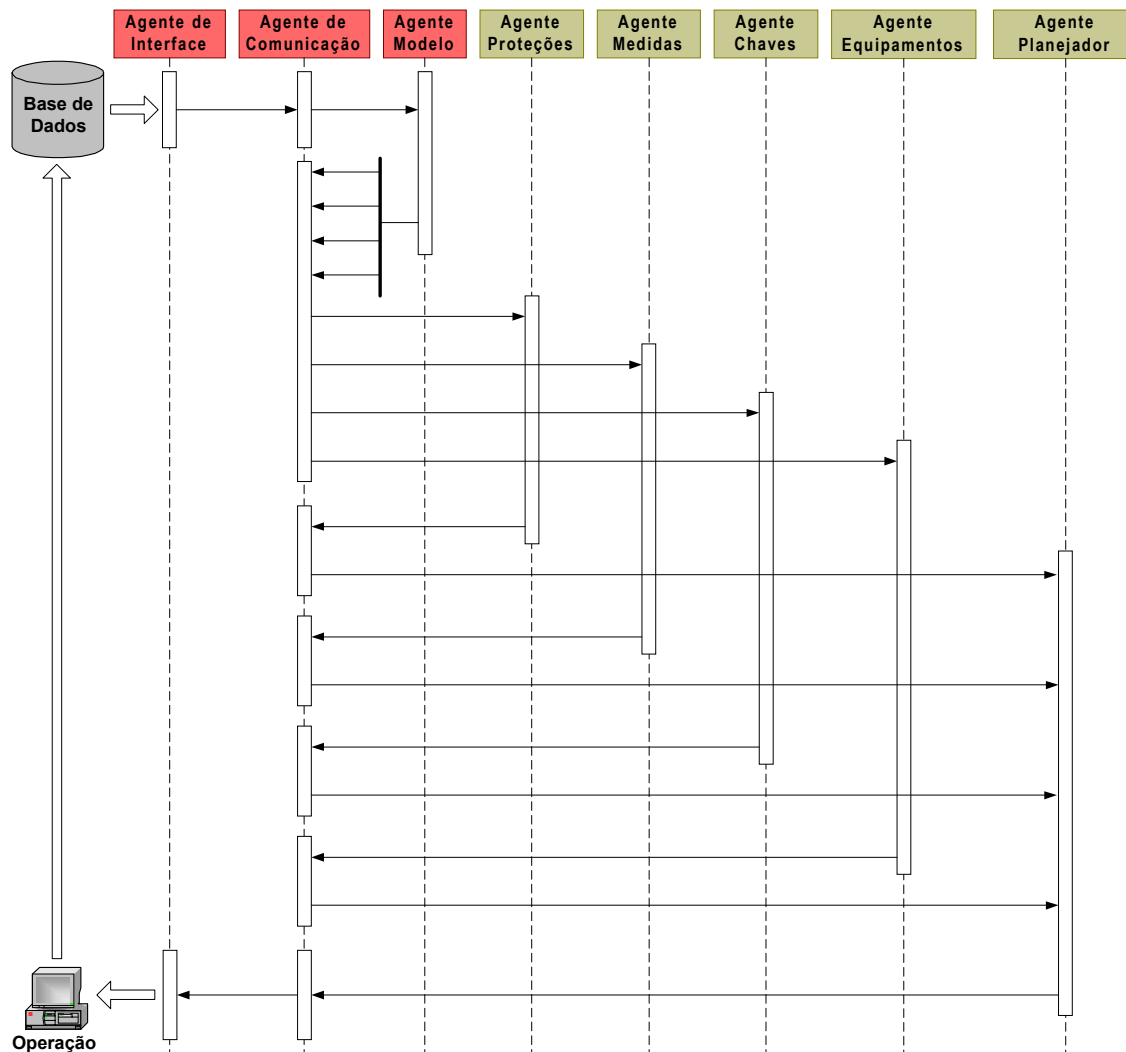 Agente de
Interface
Agente de
Comunicação
Agente
Modelo
Agente
Proteções
Agente
Medidas
Agente
Chaves
Agente
Equipamentos
Agente
Planejador
Base de
Dados
Operação